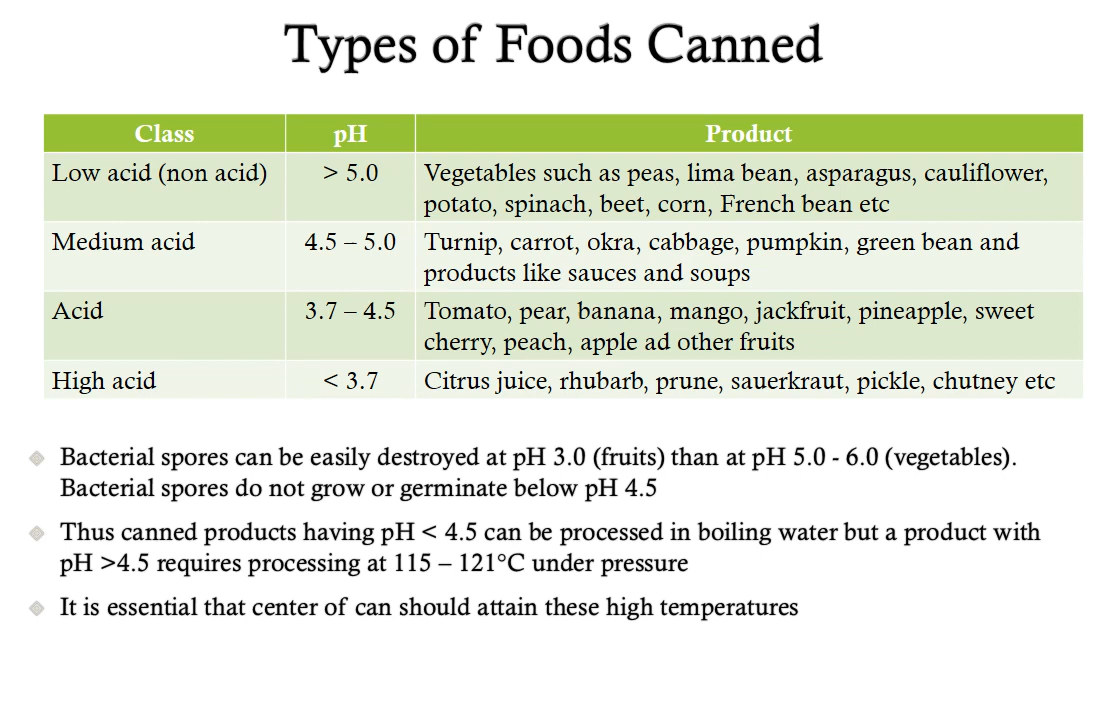 Types of Foods Canned
Class pH Product
Low acid (non acid) > 5.0 Vegetables such as peas, lima bean, asparagus, cauliflower,
potato, spinach, beet, corn, French bean etc
Medium acid 4.5 – 5.0 Turnip, carrot, okra, cabbage, pumpkin, green bean and
products like sauces and soups
Acid 3.7 – 4.5 Tomato, pear, banana, mango, jackfruit, pineapple, sweet
cherry, peach, apple ad other fruits
High acid < 3.7 Citrus juice, rhubarb, prune, sauerkraut, pickle, chutney etc
Bacterial spores can be easily destroyed at pH 3.0 (fruits) than at pH 5.0 - 6.0 (vegetables).
Bacterial spores do not grow or germinate below pH 4.5
Thus canned products having pH < 4.5 can be processed in boiling water but a product with
pH >4.5 requires processing at 115 – 121°C under pressure
It is essential that center of can should attain these high temperatures